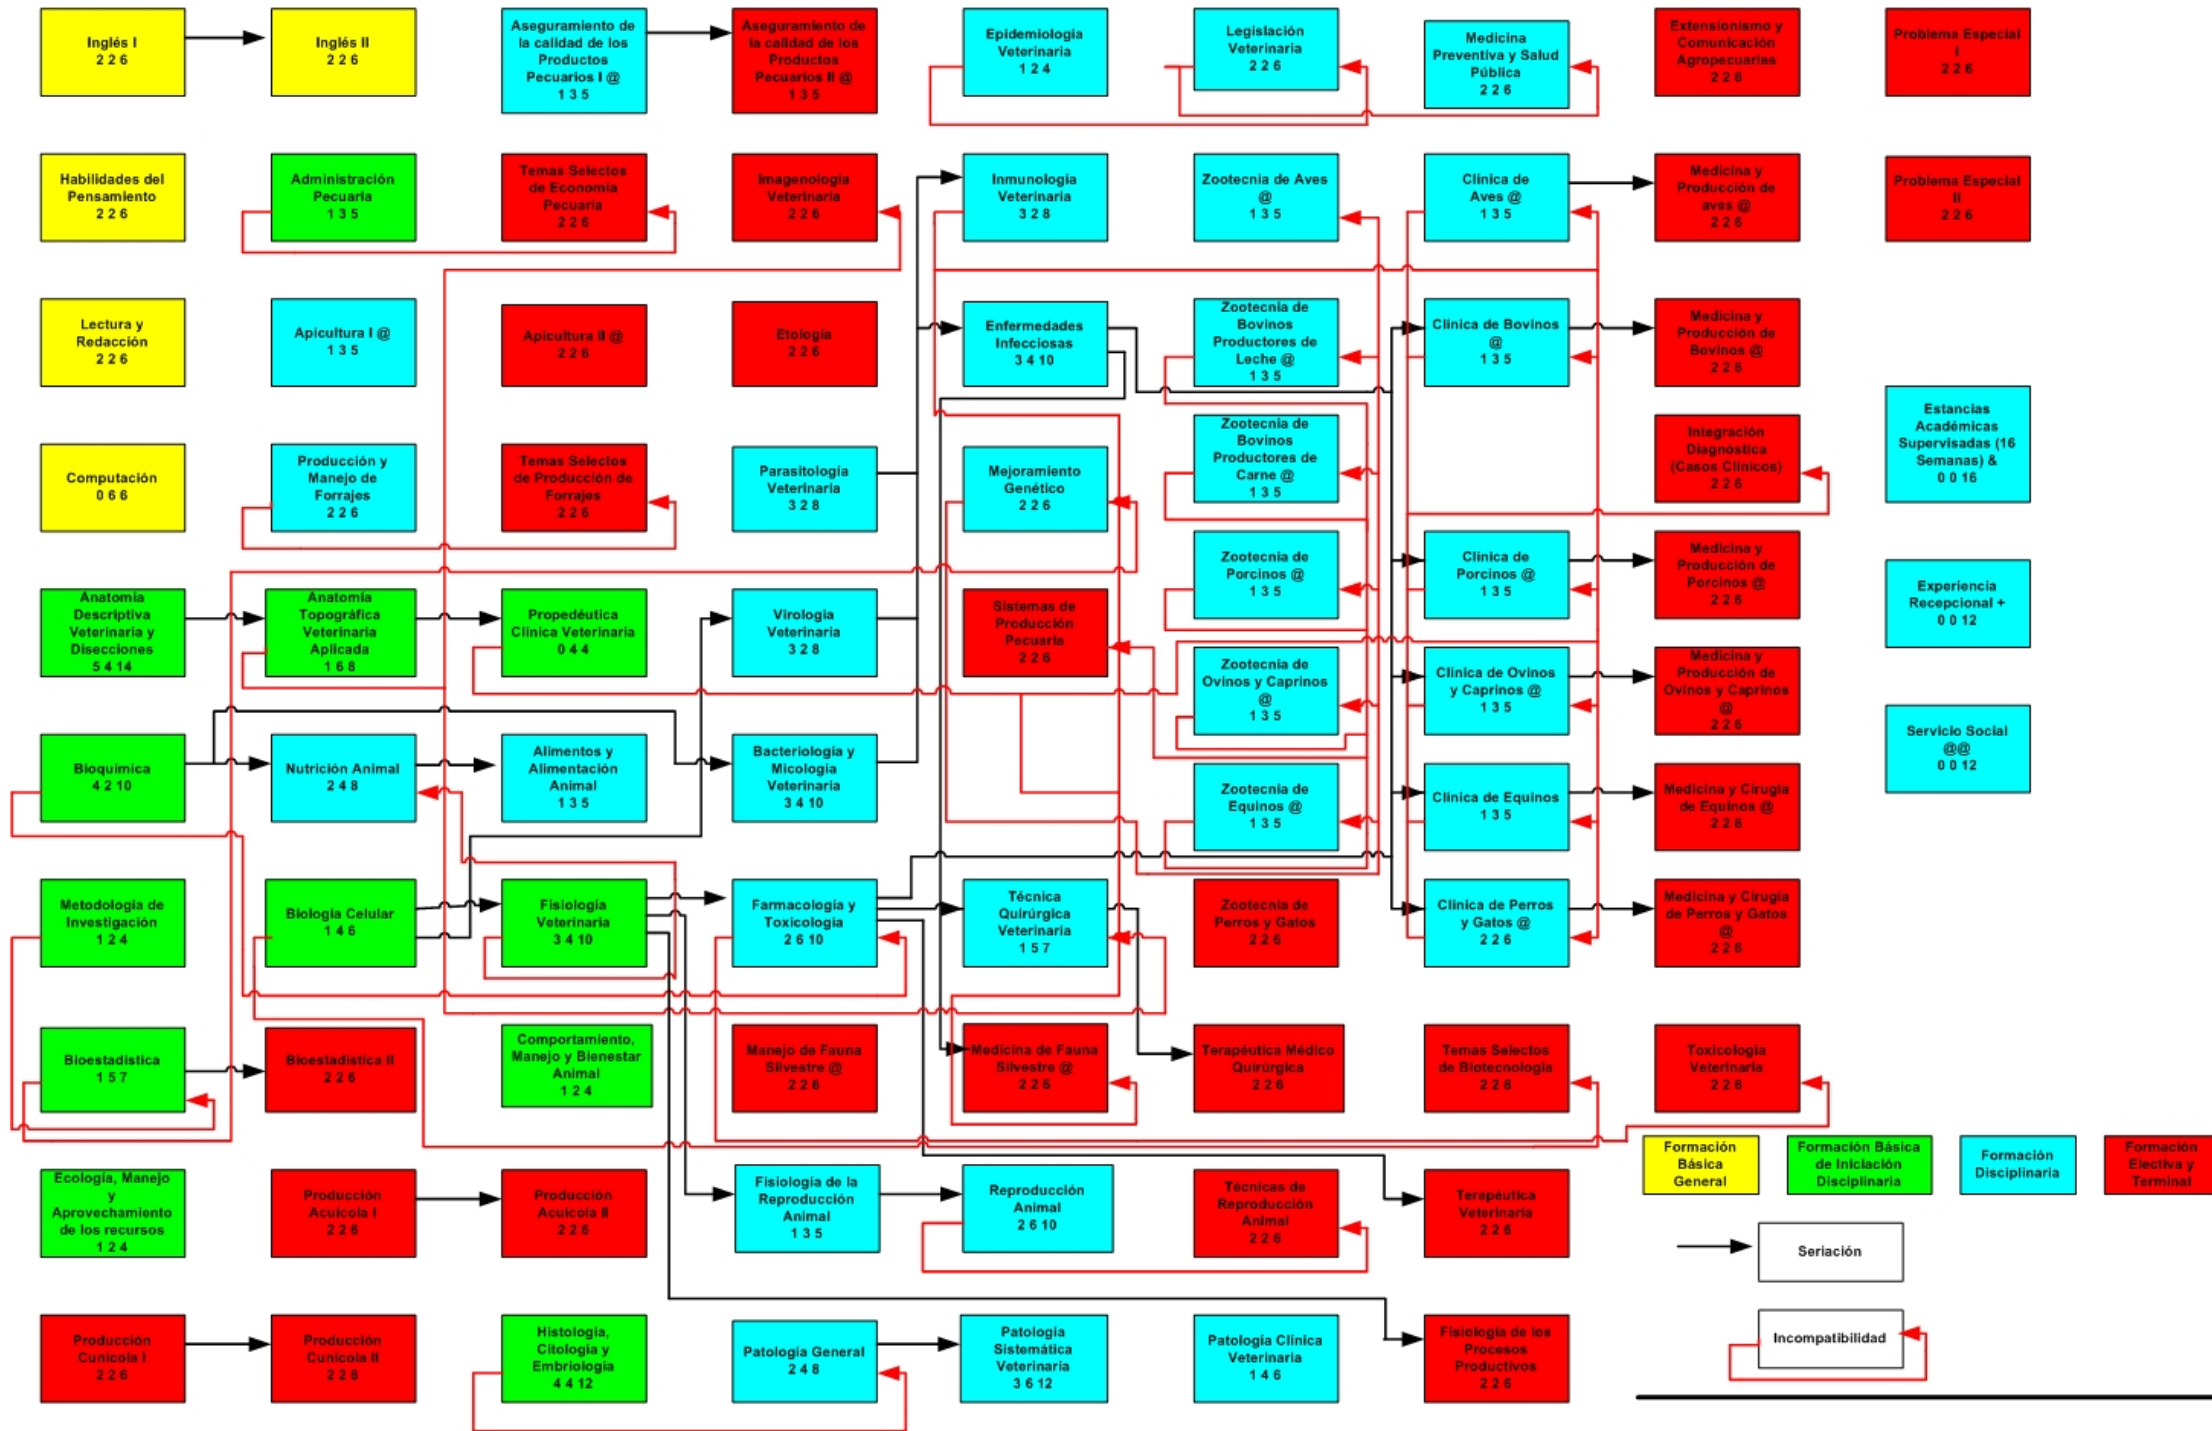 Inglés I
2 2 6
Inglés II
2 2 6
Aseguramiento de
la calidad de los
Productos
Pecuarios I @
1 3 5
Aseguramiento de
la calidad de los
Productos
Pecuarios II @
1 3 5
Epidemiología
Veterinaria
1 2 4
Legislación
Veterinaria
2 2 6
Medicina
Preventiva y Salud
Pública
2 2 6
Extensionismo y
Comunicación
Agropecuarias
2 2 6
Problema Especial
I
2 2 6
Habilidades del
Pensamiento
2 2 6
Administración
Pecuaria
1 3 5
Temas Selectos
de Economía
Pecuaria
2 2 6
Imagenología
Veterinaria
2 2 6
Inmunología
Veterinaria
3 2 8
Zootecnia de Aves
@
1 3 5
Clínica de
Aves @
1 3 5
Medicina y
Producción de
aves @
2 2 6
Problema Especial
II
2 2 6
Lectura y
Redacción
2 2 6
Apicultura I @
1 3 5
Apicultura II @
2 2 6
Etología
2 2 6
Enfermedades
Infecciosas
3 4 10
Zootecnia de
Bovinos
Productores de
Leche @
1 3 5
Clínica de Bovinos
@
1 3 5
Medicina y
Producción de
Bovinos @
2 2 6
Estancias
Académicas
Supervisadas (16
Semanas) &
0 0 16
Computación
0 6 6
Producción y
Manejo de
Forrajes
2 2 6
Temas Selectos
de Producción de
Forrajes
2 2 6
Parasitología
Veterinaria
3 2 8
Mejoramiento
Genético
2 2 6
Zootecnia de
Bovinos
Productores de
Carne @
1 3 5
Integración
Diagnóstica
(Casos Clínicos)
2 2 6
Anatomía
Descriptiva
Veterinaria y
Disecciones
5 4 14
Anatomía
Topográfica
Veterinaria
Aplicada
1 6 8
Propedéutica
Clínica Veterinaria
0 4 4
Virología
Veterinaria
3 2 8
Sistemas de
Producción
Pecuaria
2 2 6
Zootecnia de
Porcinos @
1 3 5
Clínica de
Porcinos @
1 3 5
Medicina y
Producción de
Porcinos @
2 2 6
Experiencia
Recepcional +
0 0 12
Zootecnia de
Ovinos y Caprinos
@
1 3 5
Clínica de Ovinos
y Caprinos @
1 3 5
Medicina y
Producción de
Ovinos y Caprinos
@
2 2 6
Servicio Social
@@
0 0 12
Bioquímica
4 2 10
Nutrición Animal
2 4 8
Alimentos y
Alimentación
Animal
1 3 5
Bacteriología y
Micología
Veterinaria
3 4 10
Zootecnia de
Equinos @
1 3 5
Clínica de Equinos
1 3 5
Medicina y Cirugía
de Equinos @
2 2 6
Metodología de
Investigación
1 2 4
Biología Celular
1 4 6
Fisiología
Veterinaria
3 4 10
Farmacología y
Toxicología
2 6 10
Técnica
Quirúrgica
Veterinaria
1 5 7
Zootecnia de
Perros y Gatos
2 2 6
Clínica de Perros
y Gatos @
2 2 6
Medicina y Cirugía
de Perros y Gatos
@
2 2 6
Bioestadística
1 5 7
Bioestadística II
2 2 6
Comportamiento,
Manejo y Bienestar
Animal
1 2 4
Manejo de Fauna
Silvestre @
2 2 6
Medicina de Fauna
Silvestre @
2 2 6
Terapéutica Médico
Quirúrgica
2 2 6
Temas Selectos
de Biotecnología
2 2 6
Toxicología
Veterinaria
2 2 6
Formación
Básica
General
Formación Básica
de Iniciación
Disciplinaria
Formación
Disciplinaria
Formación
Electiva y
Terminal
Ecología, Manejo
y
Aprovechamiento
de los recursos
1 2 4
Producción
Acuícola I
2 2 6
Producción
Acuícola II
2 2 6
Fisiología de la
Reproducción
Animal
1 3 5
Reproducción
Animal
2 6 10
Técnicas de
Reproducción
Animal
2 2 6
Terapéutica
Veterinaria
2 2 6
Seriación
Producción
Cunícola I
2 2 6
Producción
Cunícola II
2 2 6
Histología,
Citología y
Embriología
4 4 12
Patología General
2 4 8
Patología
Sistemática
Veterinaria
3 6 12
Patología Clínica
Veterinaria
1 4 6
Fisiología de los
Procesos
Productivos
2 2 6
Incompatibilidad